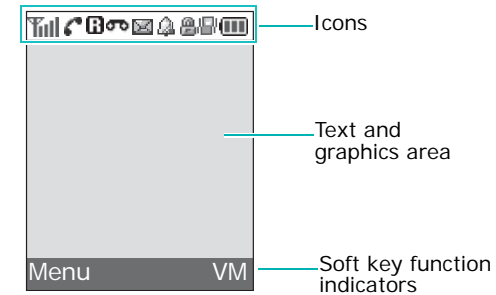 Icons
Text and
graphics area
Menu VM
Soft key function
indicators